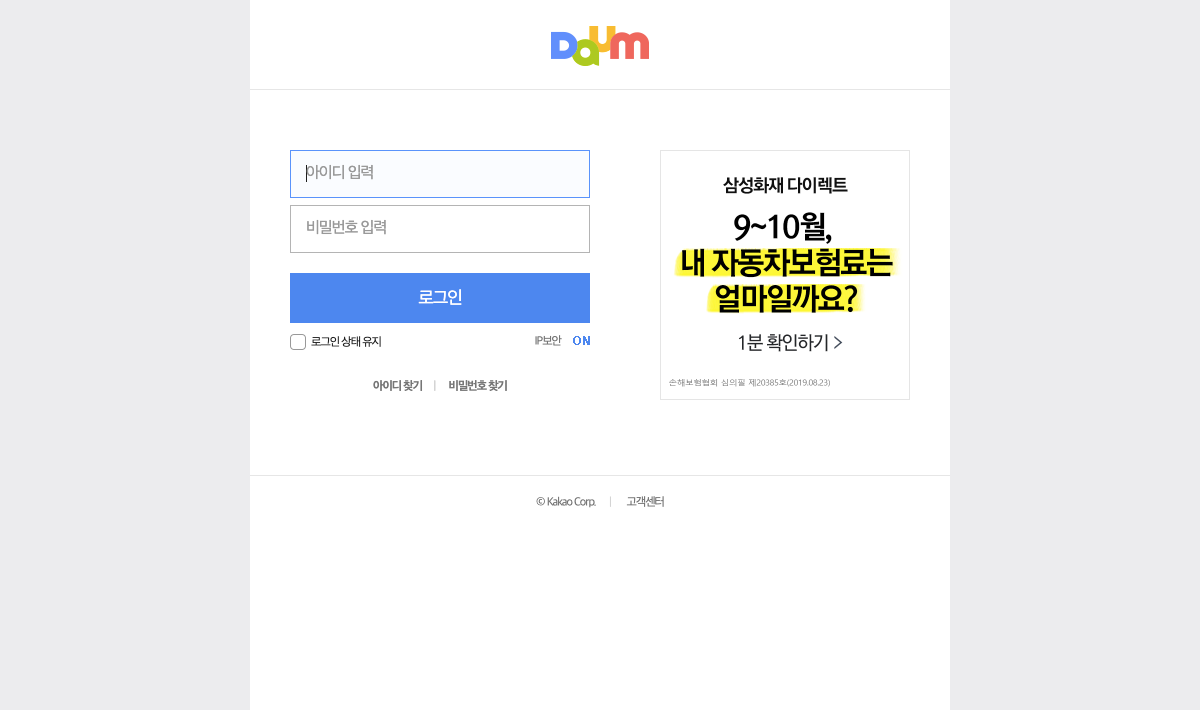 Daum
아이디 입력
비밀번호 입력
로그인
로그인 상태 유지
IP보안 ON
아이디 찾기 | 비밀번호 찾기
삼성화재 다이렉트
9~10월,
내 자동차보험료는
얼마일까요?
1분 확인하기 >
손해보험협회 심의필 제20385호(2019.08.23)
© Kakao Corp. | 고객센터